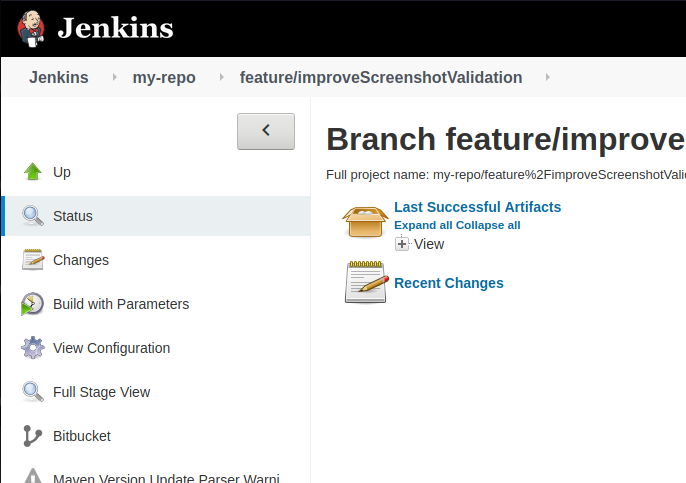 Jenkins
Jenkins my-repo feature/improveScreenshotValidation
Branch feature/improve
Full project name: my-repo/feature%2FimproveScreenshotVali
Up
Status
Changes
Build with Parameters
View Configuration
Full Stage View
Bitbucket
Maven Version Update Parser Warni
Last Successful Artifacts
Expand all Collapse all
View
Recent Changes